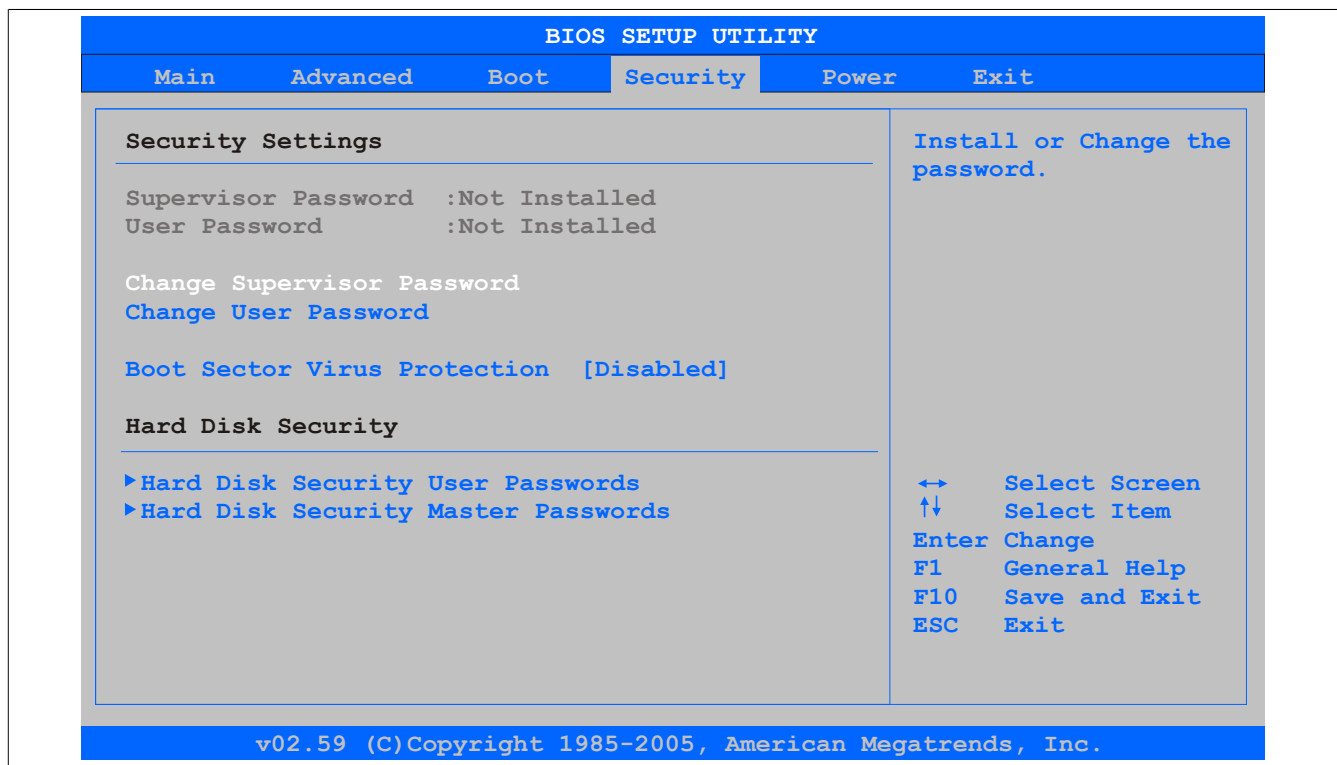 BIOS SETUP UTILITY
Main Advanced Boot Security Power Exit
Security Settings
Supervisor Password :Not Installed
User Password :Not Installed
Change Supervisor Password
Change User Password
Boot Sector Virus Protection [Disabled]
Hard Disk Security
Hard Disk Security User Passwords
Hard Disk Security Master Passwords
Install or Change the
password.
Select Screen
Select Item
Enter Change
F1 General Help
F10 Save and Exit
ESC Exit
v02.59 (C)Copyright 1985-2005, American Megatrends, Inc.